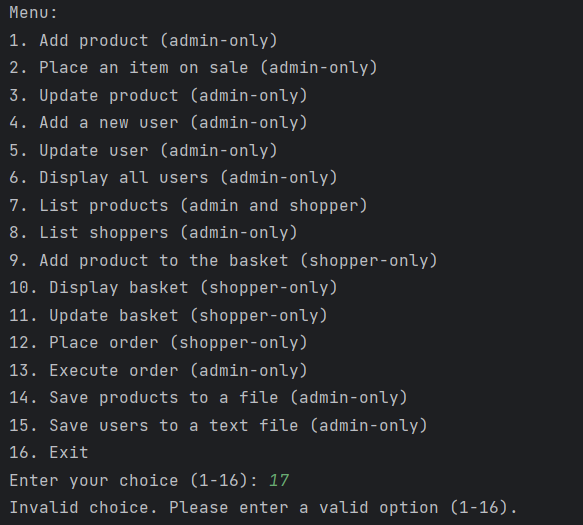 Menu:
1. Add product (admin-only)
2. Place an item on sale (admin-only)
3. Update product (admin-only)
4. Add a new user (admin-only)
5. Update user (admin-only)
6. Display all users (admin-only)
7. List products (admin and shopper)
8. List shoppers (admin-only)
9. Add product to the basket (shopper-only)
10. Display basket (shopper-only)
11. Update basket (shopper-only)
12. Place order (shopper-only)
13. Execute order (admin-only)
14. Save products to a file (admin-only)
15. Save users to a text file (admin-only)
16. Exit
Enter your choice (1-16): 17
Invalid choice. Please enter a valid option (1-16).